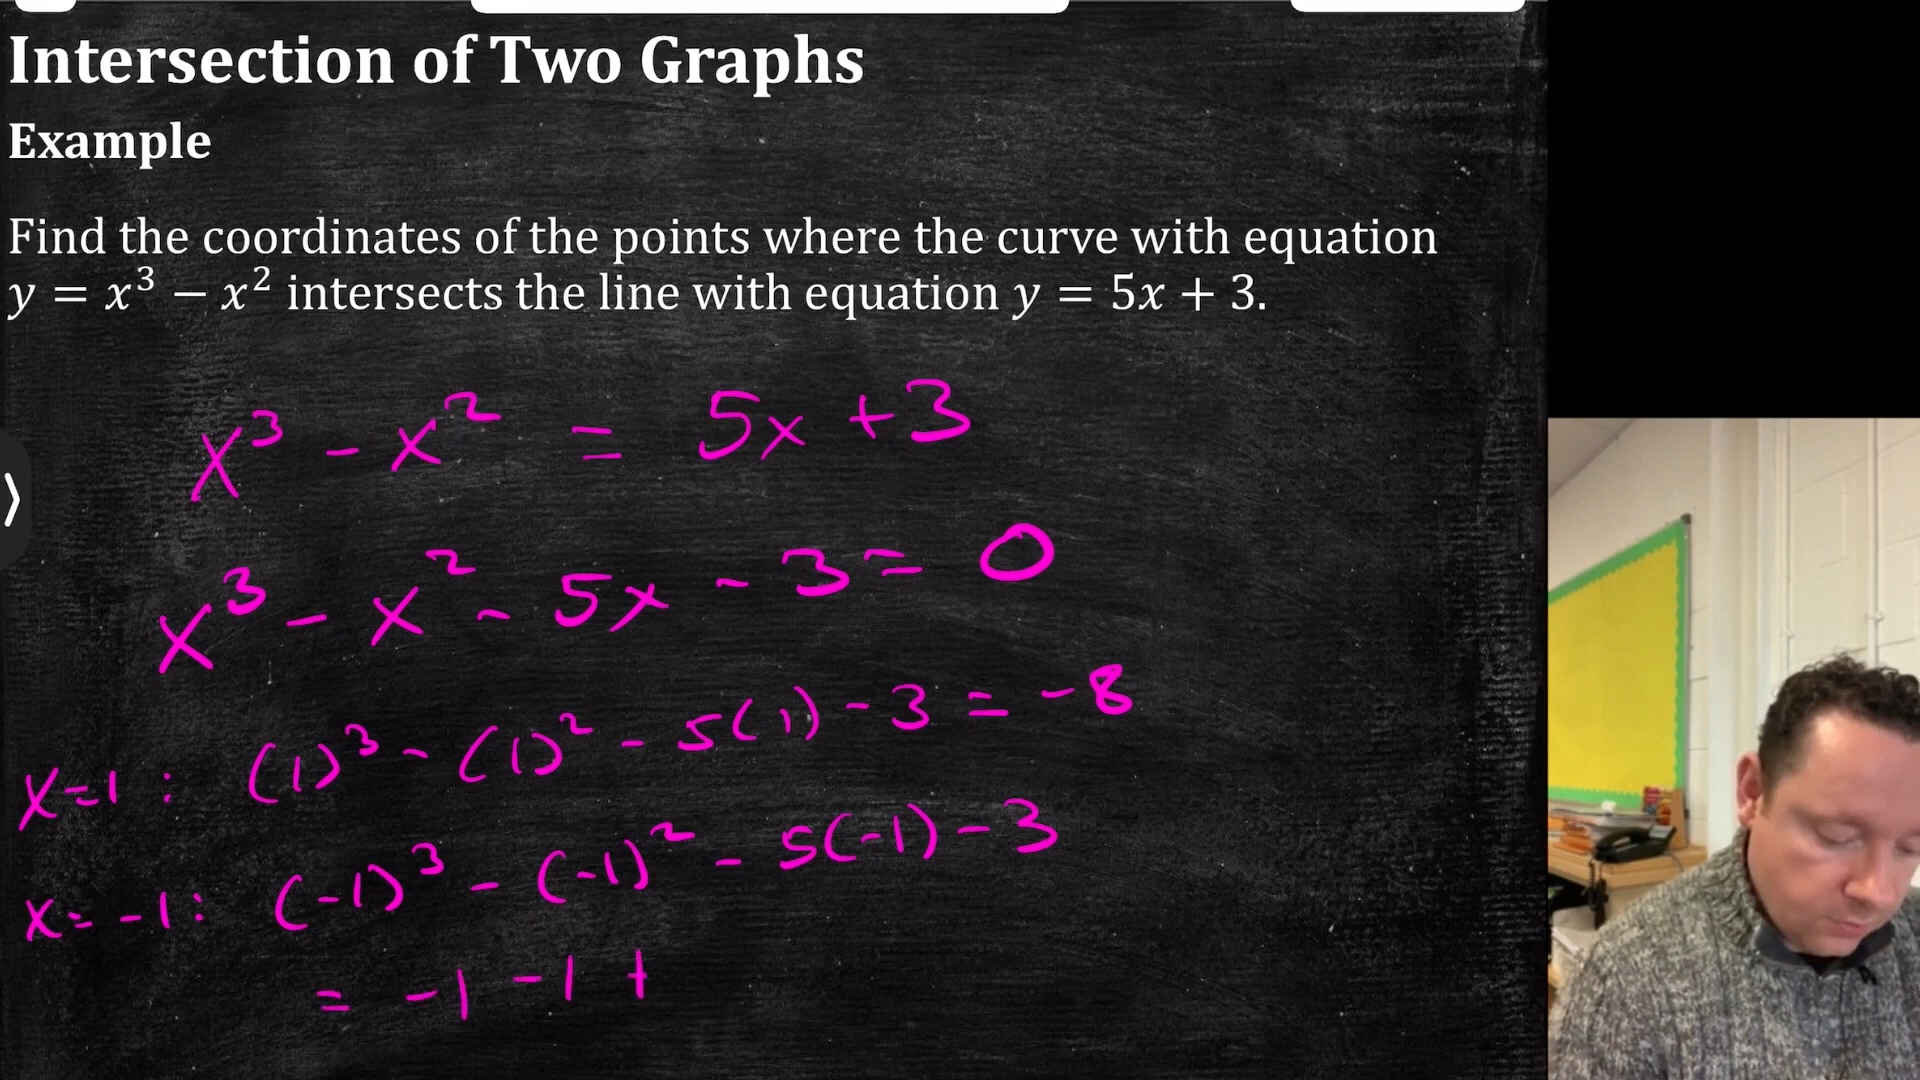 Intersection of Two Graphs
Example
Find the coordinates of the points where the curve with equation
y = x³ − x² intersects the line with equation y = 5x + 3.
x³ - x² = 5x + 3
x³ - x² - 5x - 3 = 0
x=1 : (1)³ - (1)² - 5(1) - 3 = -8
x = -1 : (-1)³ - (-1)² - 5(-1) - 3
= -1 -1 +